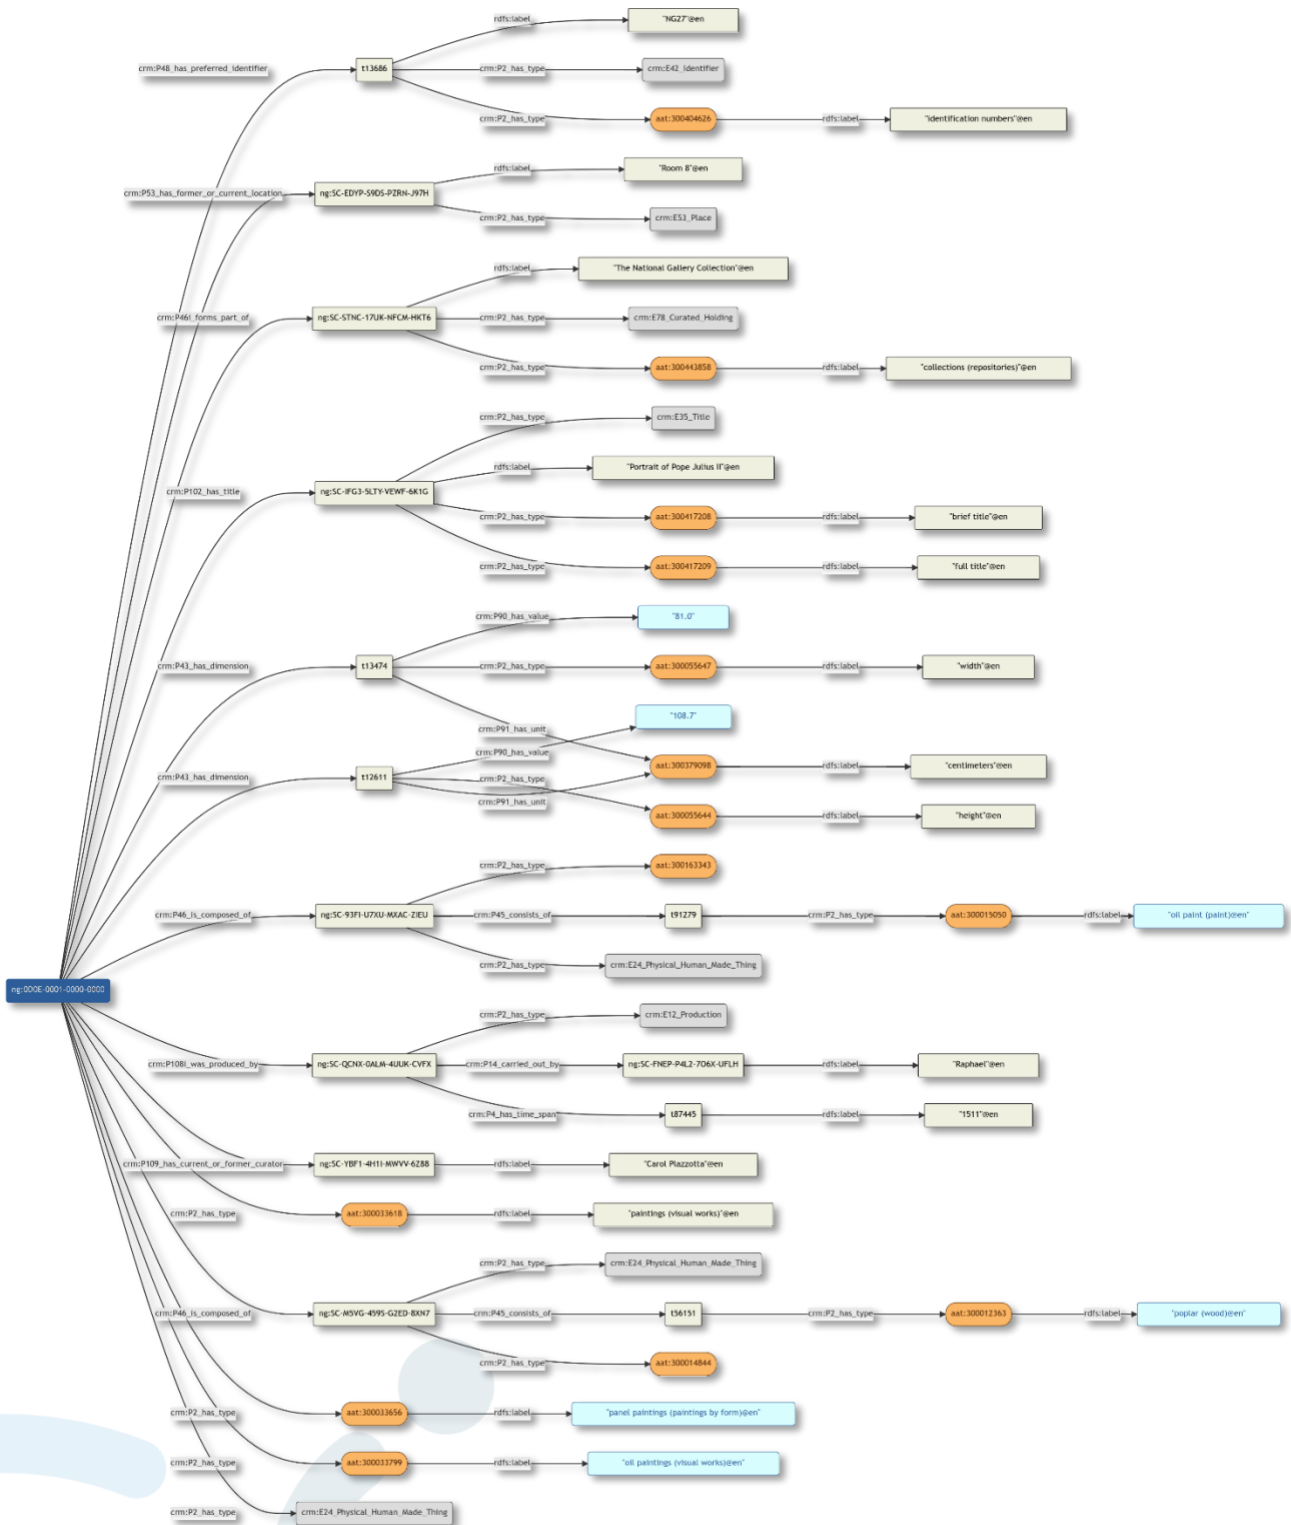 rdfs:label "NG27"@en
crm:P48_has_preferred_identifier t13686 crm:P2_has_type crm:E42_Identifier
crm:P2_has_type aat:300404626 rdfs:label "identification numbers"@en
rdfs:label "Room 8"@en
crm:P53_has_former_or_current_location ng:SC-EDYP-S9DS-PZRN-J97H
crm:P2_has_type crm:E53_Place
rdfs:label "The National Gallery Collection"@en
crm:P46i_forms_part_of ng:SC-STNC-17UK-NFCM-HKT6 crm:P2_has_type crm:E78_Curated_Holding
crm:P2_has_type aat:300443858 rdfs:label "collections (repositories)"@en
crm:P2_has_type crm:E35_Title
rdfs:label "Portrait of Pope Julius II"@en
crm:P102_has_title ng:SC-IFG3-5LTY-VEWF-6K1G
crm:P2_has_type aat:300417208 rdfs:label "brief title"@en
crm:P2_has_type aat:300417209 rdfs:label "full title"@en
crm:P90_has_value "81.0"
crm:P43_has_dimension t13474 crm:P2_has_type aat:300055647 rdfs:label "width"@en
"108.7"
crm:P91_has_unit
crm:P90_has_value
crm:P43_has_dimension t12611 aat:300379098 rdfs:label "centimeters"@en
crm:P2_has_type
crm:P91_has_unit
aat:300055644 rdfs:label "height"@en
crm:P2_has_type aat:300163343
crm:P46_is_composed_of ng:SC-93FI-U7XU-MXAC-ZIEU crm:P45_consists_of t91279 crm:P2_has_type aat:300015050 rdfs:label "oil paint (paint)@en"
crm:P2_has_type crm:E24_Physical_Human_Made_Thing
ng:0D0E-0001-0000-0000
crm:P2_has_type crm:E12_Production
crm:P108i_was_produced_by ng:SC-QCNX-0ALM-4UUK-CVFX crm:P14_carried_out_by ng:SC-FNEP-P4L2-7O6X-UFLH rdfs:label "Raphael"@en
crm:P4_has_time_span t87445 rdfs:label "1511"@en
crm:P109_has_current_or_former_curator ng:SC-YBF1-4H1I-MWVV-6Z88 rdfs:label "Carol Plazzotta"@en
crm:P2_has_type aat:300033618 rdfs:label "paintings (visual works)"@en
crm:P2_has_type crm:E24_Physical_Human_Made_Thing
crm:P46_is_composed_of ng:SC-M5VG-459S-G2ED-8XN7 crm:P45_consists_of t56151 crm:P2_has_type aat:300012363 rdfs:label "poplar (wood)@en"
crm:P2_has_type aat:300014844
crm:P2_has_type aat:300033656 rdfs:label "panel paintings (paintings by form)@en"
crm:P2_has_type aat:300033799 rdfs:label "oil paintings (visual works)@en"
crm:P2_has_type crm:E24_Physical_Human_Made_Thing